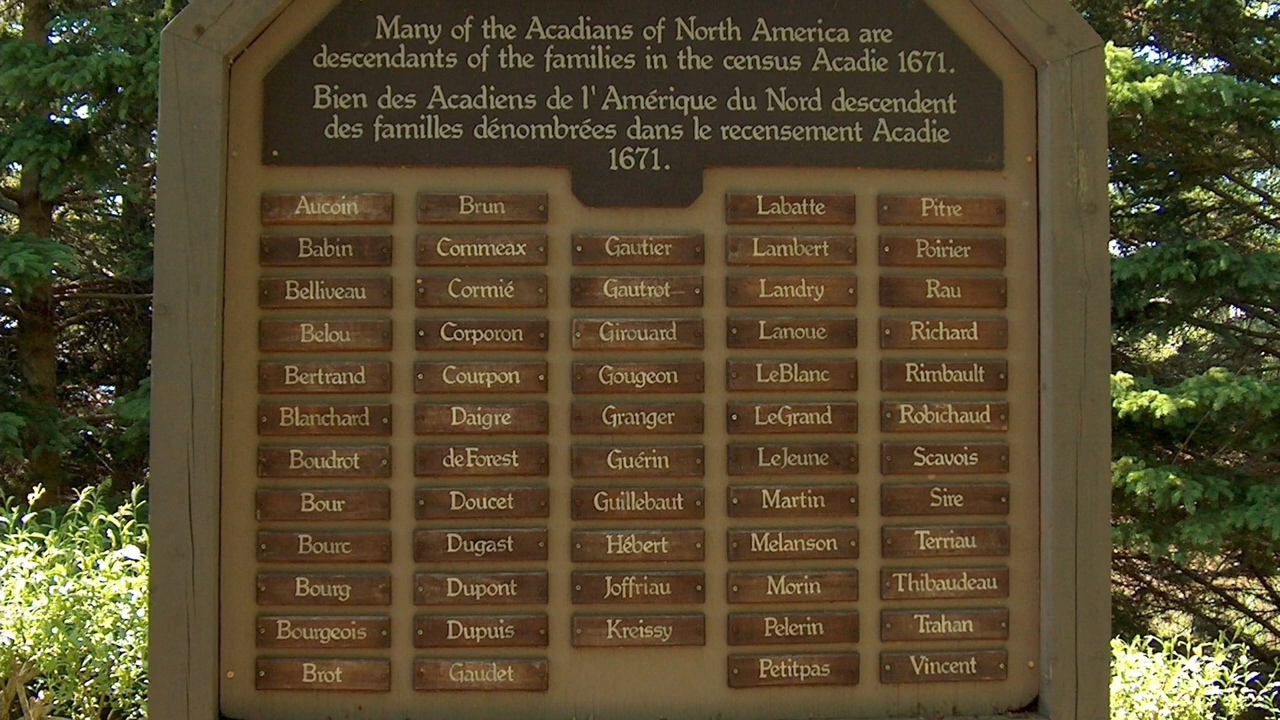 Many of the Acadians of North America are
descendants of the families in the census Acadie 1671.
Bien des Acadiens de l'Amérique du Nord descendent
des familles dénombrées dans le recensement Acadie
1671.
Aucoin
Babin
Belliveau
Belou
Bertrand
Blanchard
Boudrot
Bour
Bourc
Bourg
Bourgeois
Brot
Brun
Commeax
Cormié
Corporon
Courpon
Daigre
deForest
Doucet
Dugast
Dupont
Dupuis
Gaudet
Gautier
Gautrot
Girouard
Gougeon
Granger
Guérin
Guillebaut
Hébert
Joffriau
Kreissy
Labatte
Lambert
Landry
Lanoue
LeBlanc
LeGrand
LeJeune
Martin
Melanson
Morin
Pelerin
Petitpas
Pitre
Poirier
Rau
Richard
Rimbault
Robichaud
Scavois
Sire
Terriau
Thibaudeau
Trahan
Vincent